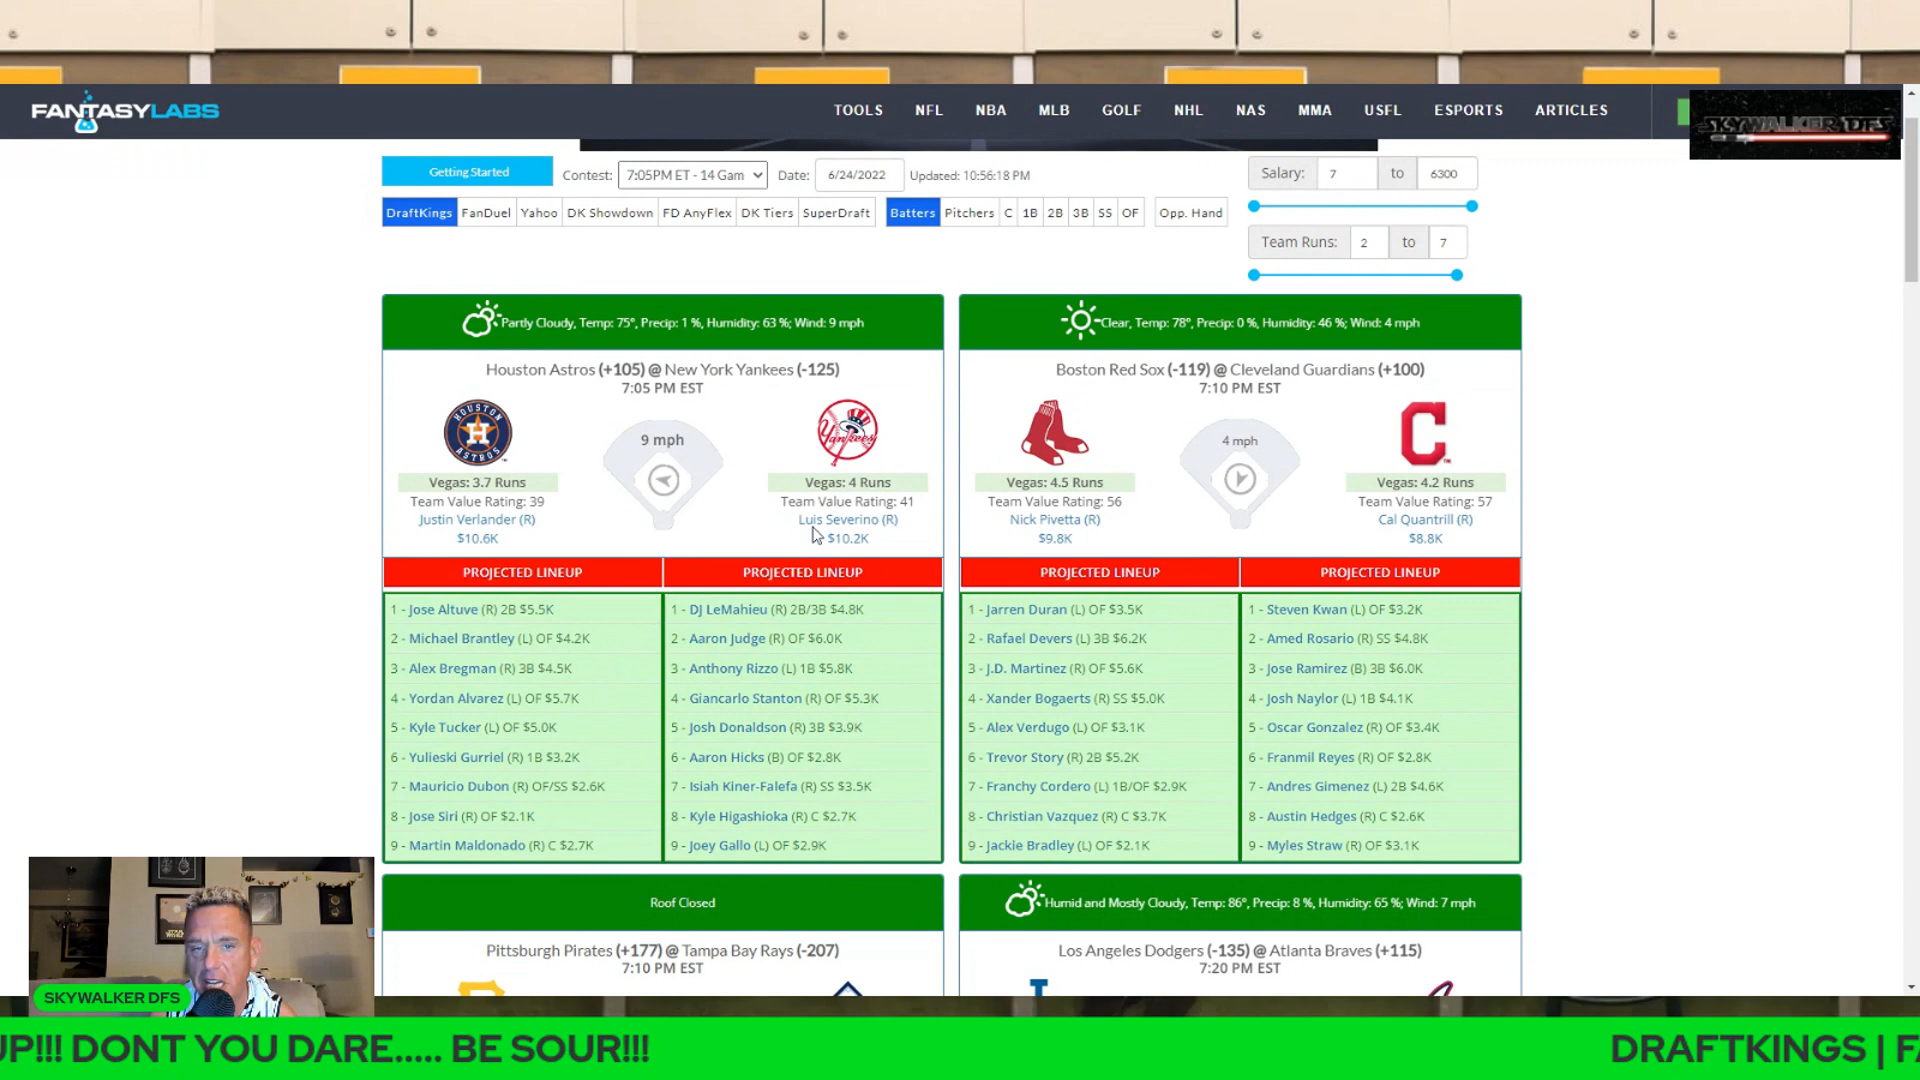 FANTASYLABS
TOOLS NFL NBA MLB GOLF NHL NAS MMA USFL ESPORTS ARTICLES
SKYWALKER DFS
Getting Started Contest: 7:05PM ET - 14 Gam Date: 6/24/2022 Updated: 10:56:18 PM Salary: 7 to 6300
DraftKings FanDuel Yahoo DK Showdown FD AnyFlex DK Tiers SuperDraft Batters Pitchers C 1B 2B 3B SS OF Opp. Hand
Team Runs: 2 to 7
Partly Cloudy, Temp: 75°, Precip: 1 %, Humidity: 63 %; Wind: 9 mph
Houston Astros (+105) @ New York Yankees (-125)
7:05 PM EST
HOUSTON
H
ASTROS
9 mph
Yankees
Vegas: 3.7 Runs Vegas: 4 Runs
Team Value Rating: 39 Team Value Rating: 41
Justin Verlander (R) Luis Severino (R)
$10.6K $10.2K
PROJECTED LINEUP PROJECTED LINEUP
1 - Jose Altuve (R) 2B $5.5K 1 - DJ LeMahieu (R) 2B/3B $4.8K
2 - Michael Brantley (L) OF $4.2K 2 - Aaron Judge (R) OF $6.0K
3 - Alex Bregman (R) 3B $4.5K 3 - Anthony Rizzo (L) 1B $5.8K
4 - Yordan Alvarez (L) OF $5.7K 4 - Giancarlo Stanton (R) OF $5.3K
5 - Kyle Tucker (L) OF $5.0K 5 - Josh Donaldson (R) 3B $3.9K
6 - Yulieski Gurriel (R) 1B $3.2K 6 - Aaron Hicks (B) OF $2.8K
7 - Mauricio Dubon (R) OF/SS $2.6K 7 - Isiah Kiner-Falefa (R) SS $3.5K
8 - Jose Siri (R) OF $2.1K 8 - Kyle Higashioka (R) C $2.7K
9 - Martin Maldonado (R) C $2.7K 9 - Joey Gallo (L) OF $2.9K
Clear, Temp: 78°, Precip: 0 %, Humidity: 46 %; Wind: 4 mph
Boston Red Sox (-119) @ Cleveland Guardians (+100)
7:10 PM EST
4 mph
C
Vegas: 4.5 Runs Vegas: 4.2 Runs
Team Value Rating: 56 Team Value Rating: 57
Nick Pivetta (R) Cal Quantrill (R)
$9.8K $8.8K
PROJECTED LINEUP PROJECTED LINEUP
1 - Jarren Duran (L) OF $3.5K 1 - Steven Kwan (L) OF $3.2K
2 - Rafael Devers (L) 3B $6.2K 2 - Amed Rosario (R) SS $4.8K
3 - J.D. Martinez (R) OF $5.6K 3 - Jose Ramirez (B) 3B $6.0K
4 - Xander Bogaerts (R) SS $5.0K 4 - Josh Naylor (L) 1B $4.1K
5 - Alex Verdugo (L) OF $3.1K 5 - Oscar Gonzalez (R) OF $3.4K
6 - Trevor Story (R) 2B $5.2K 6 - Franmil Reyes (R) OF $2.8K
7 - Franchy Cordero (L) 1B/OF $2.9K 7 - Andres Gimenez (L) 2B $4.6K
8 - Christian Vazquez (R) C $3.7K 8 - Austin Hedges (R) C $2.6K
9 - Jackie Bradley (L) OF $2.1K 9 - Myles Straw (R) OF $3.1K
Roof Closed
Pittsburgh Pirates (+177) @ Tampa Bay Rays (-207)
7:10 PM EST
Humid and Mostly Cloudy, Temp: 86°, Precip: 8 %, Humidity: 65 %; Wind: 7 mph
Los Angeles Dodgers (-135) @ Atlanta Braves (+115)
7:20 PM EST
SKYWALKER DFS
UP!!! DONT YOU DARE..... BE SOUR!!! DRAFTKINGS | FA